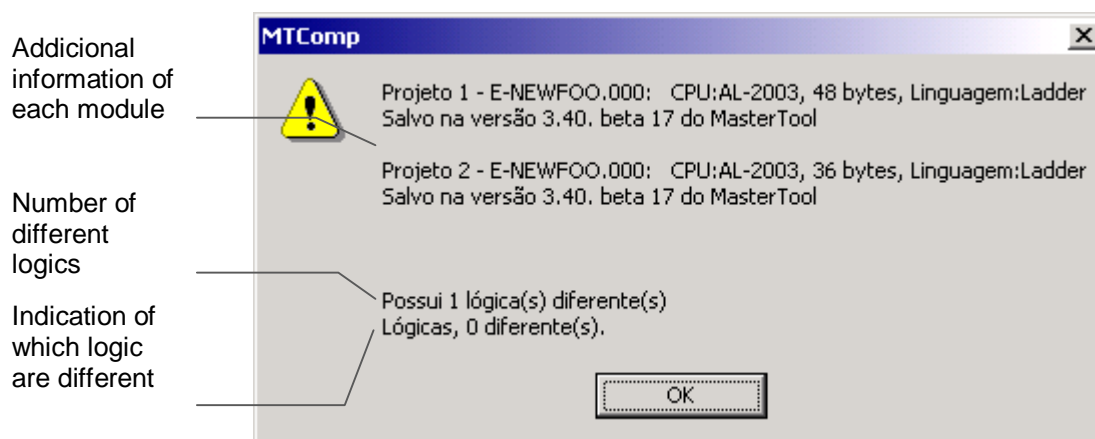 Addicional
information of
each module
Number of
different
logics
Indication of
which logic
are different
MTComp
Projeto 1 - E-NEWFOO.000: CPU:AL-2003, 48 bytes, Linguagem:Ladder
Salvo na versão 3.40. beta 17 do MasterTool
Projeto 2 - E-NEWFOO.000: CPU:AL-2003, 36 bytes, Linguagem:Ladder
Salvo na versão 3.40. beta 17 do MasterTool
Possui 1 lógica(s) diferente(s)
Lógicas, 0 diferente(s).
OK